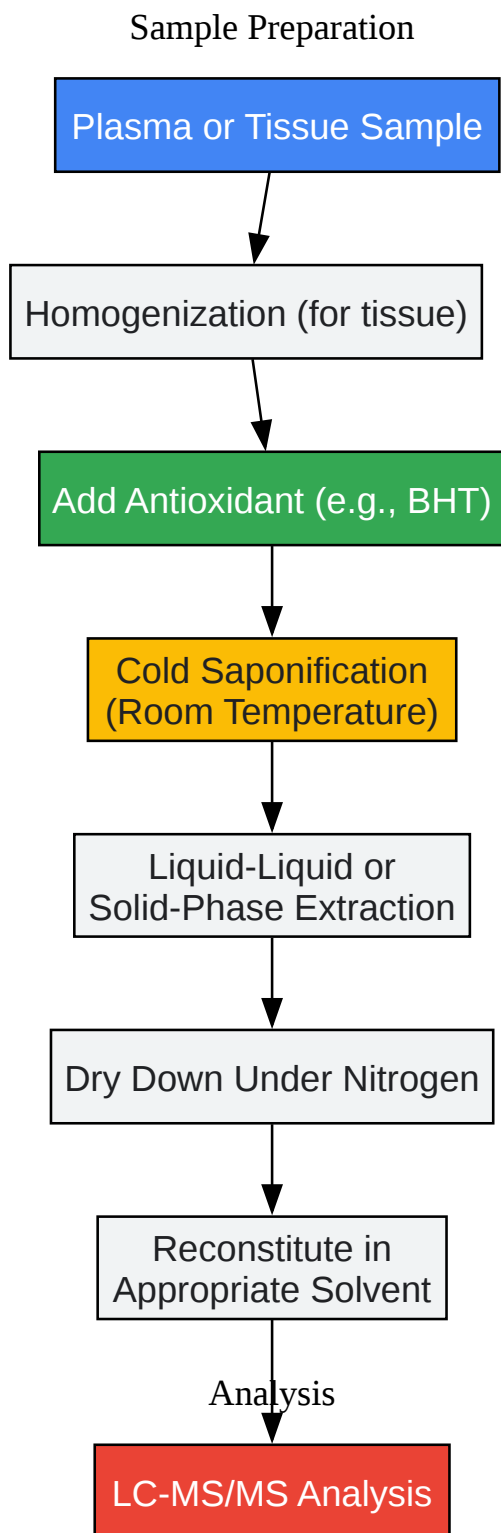 Sample Preparation
Plasma or Tissue Sample
Homogenization (for tissue)
Add Antioxidant (e.g., BHT)
Cold Saponification
(Room Temperature)
Liquid-Liquid or
Solid-Phase Extraction
Dry Down Under Nitrogen
Reconstitute in
Appropriate Solvent
Analysis
LC-MS/MS Analysis